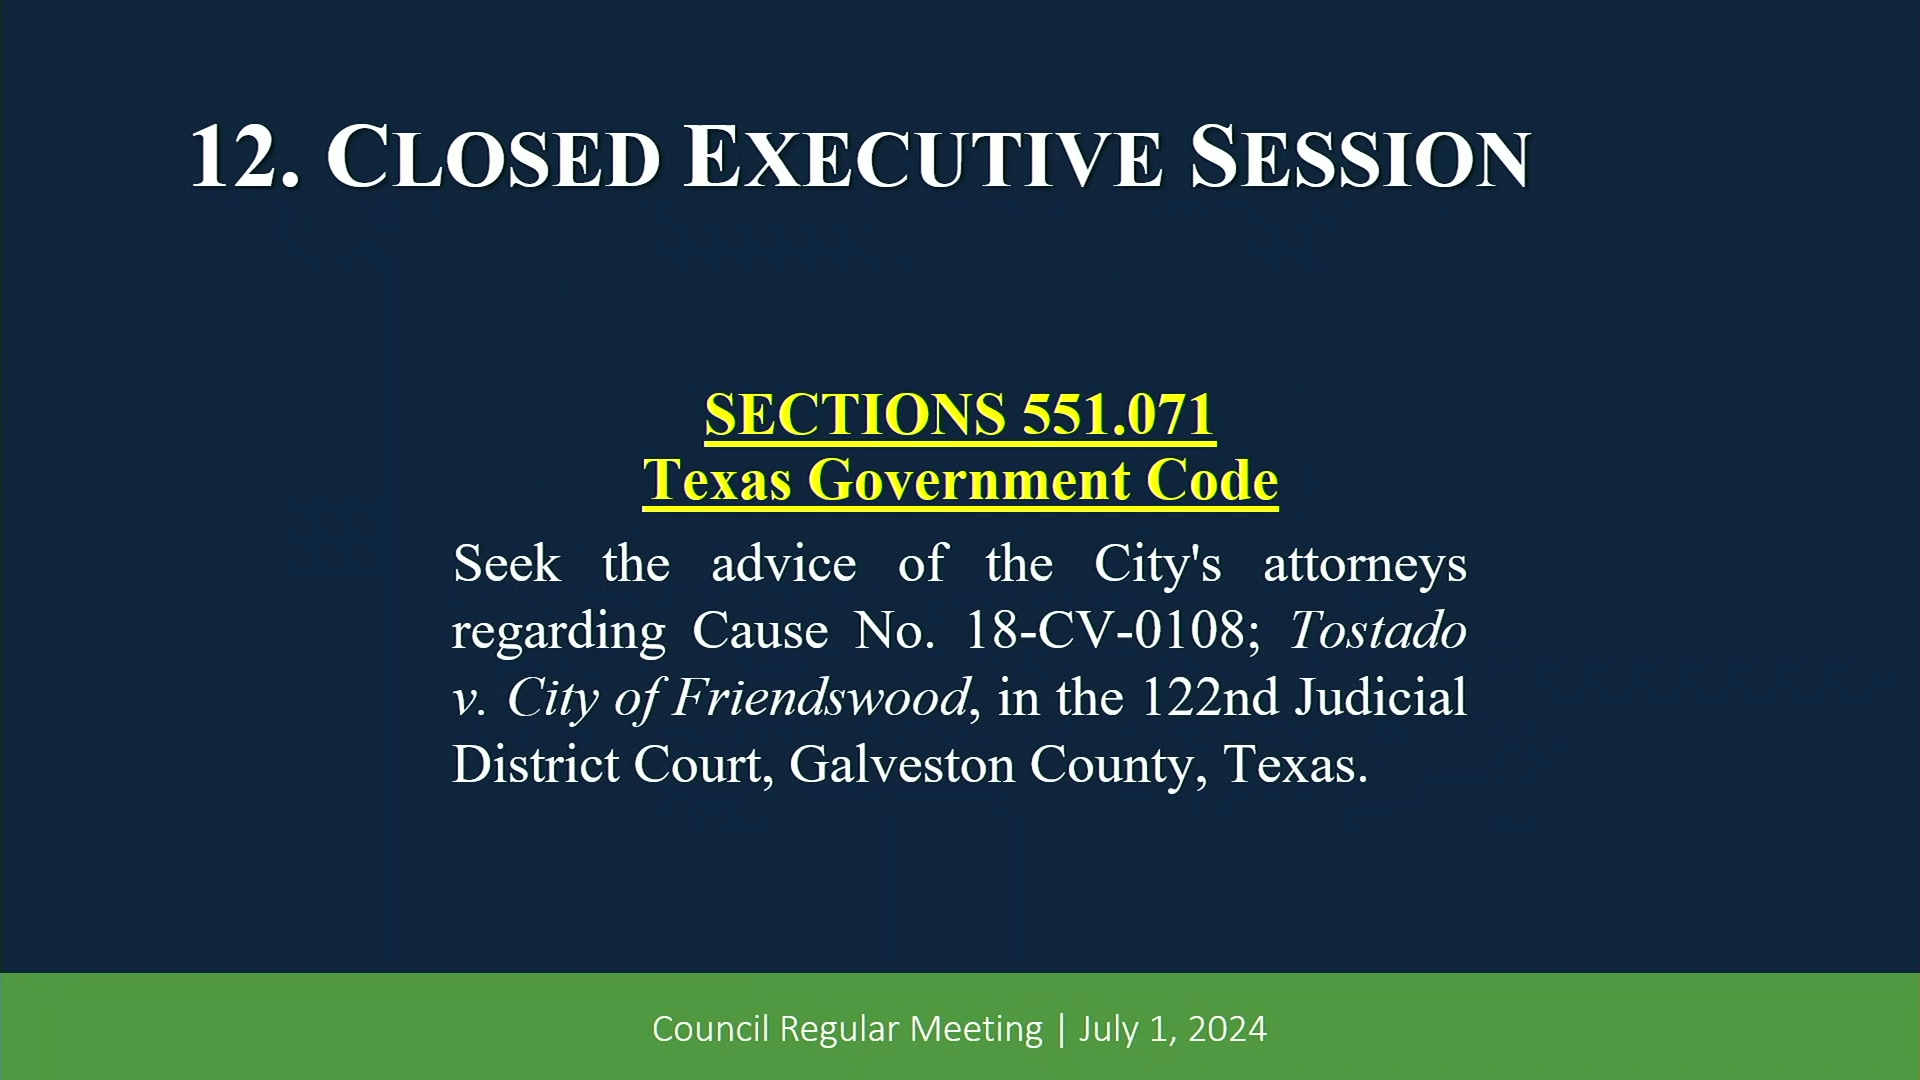 12. CLOSED EXECUTIVE SESSION
SECTIONS 551.071
Texas Government Code
Seek the advice of the City's attorneys
regarding Cause No. 18-CV-0108; Tostado
v. City of Friendswood, in the 122nd Judicial
District Court, Galveston County, Texas.
Council Regular Meeting | July 1, 2024